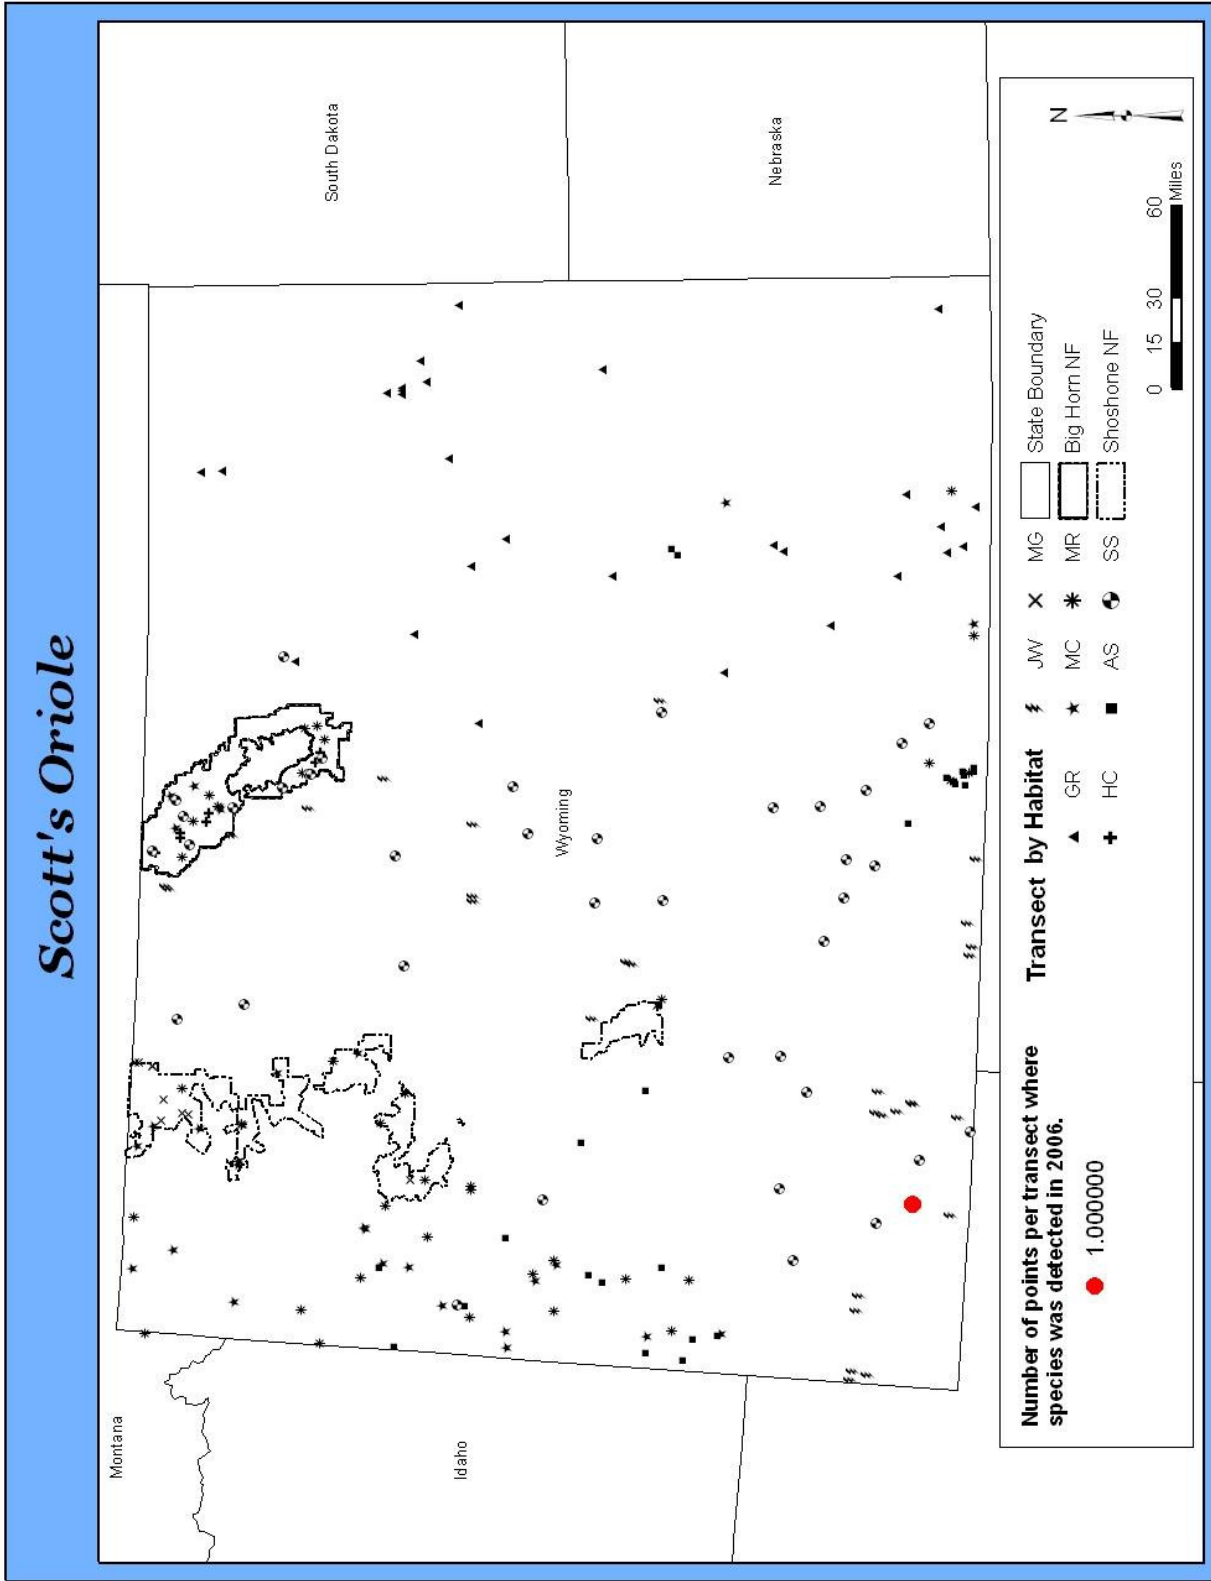 Scott's Oriole
Montana
South Dakota
Idaho
Wyoming
Nebraska
Number of points per transect where
species was detected in 2006.
1.000000
Transect by Habitat
GR JW MG State Boundary
HC MC MR Big Horn NF
AS SS Shoshone NF
N
0 15 30 60
Miles